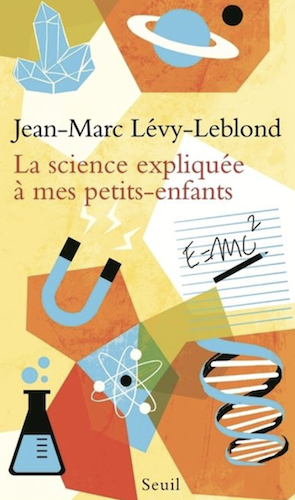 Jean-Marc Lévy-Leblond
La science expliquée
à mes petits-enfants
E=MC²
Seuil